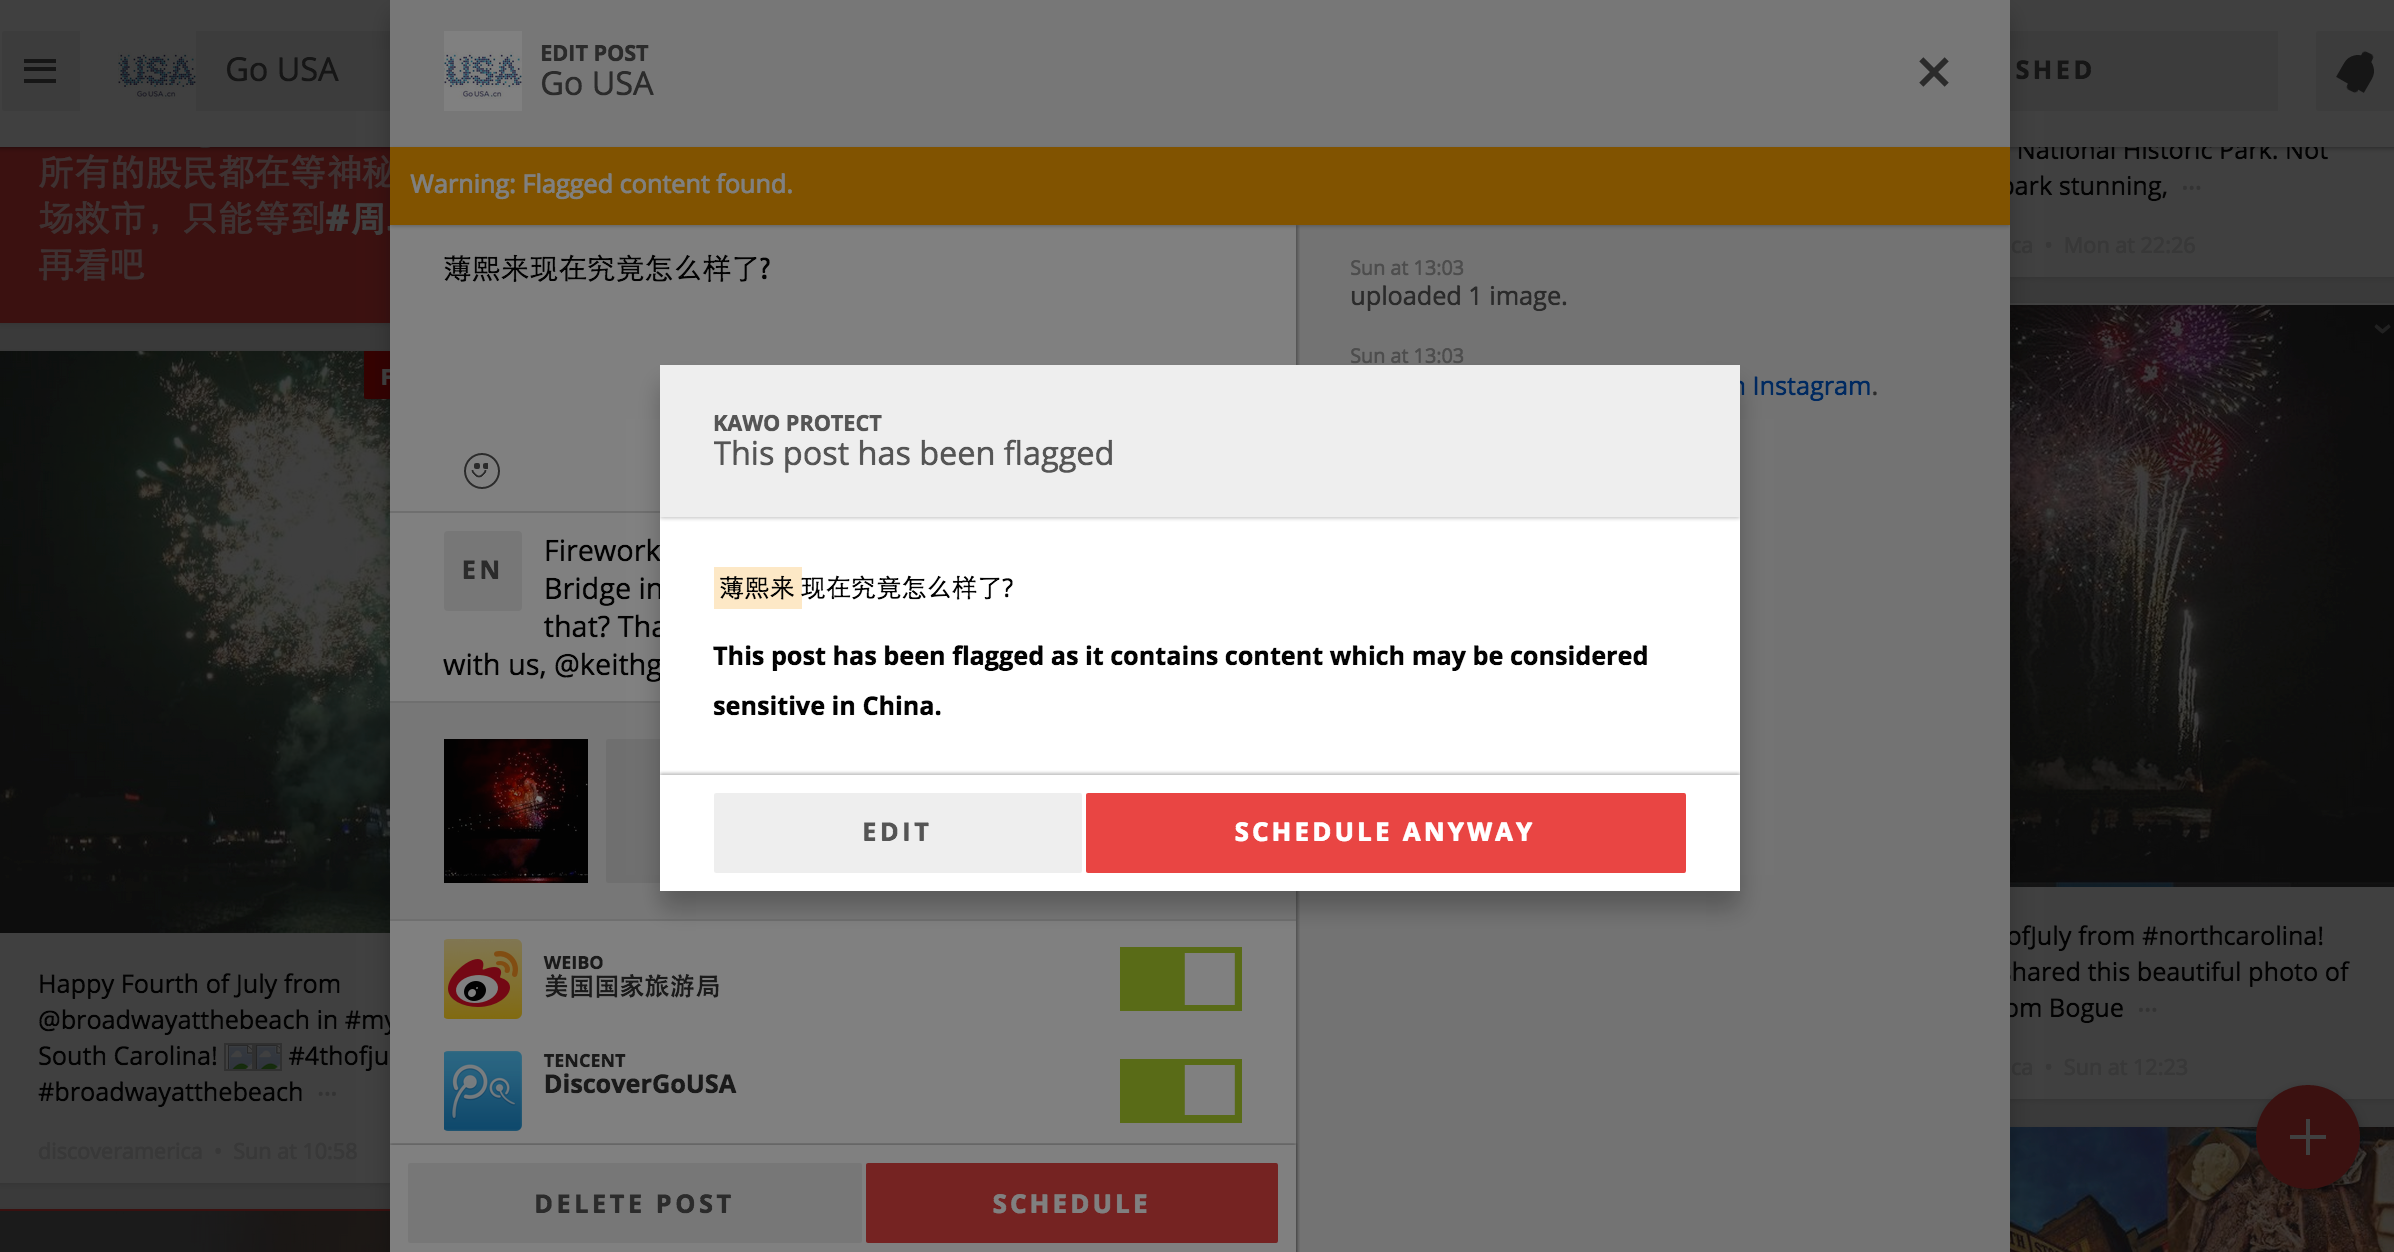 Go USA
USA
GoUSA.cn
EDIT POST
Go USA
SHED
所有的股民都在等神秘
场救市，只能等到#周
再看吧
Warning: Flagged content found.
薄熙来现在究竟怎么样了?
Sun at 13:03
uploaded 1 image.
Sun at 13:03
Instagram.
National Historic Park. Not
park stunning, ...
Mon at 22:26
KAWO PROTECT
This post has been flagged
薄熙来现在究竟怎么样了?
This post has been flagged as it contains content which may be considered
sensitive in China.
EDIT
SCHEDULE ANYWAY
EN
Firework
Bridge in
that? Tha
with us, @keithg
WEIBO
美国国家旅游局
TENCENT
DiscoverGoUSA
DELETE POST
SCHEDULE
Happy Fourth of July from
@broadwayatthebeach in #my
South Carolina! #4thofju
#broadwayatthebeach ...
discoveramerica • Sun at 10:58
ofJuly from #northcarolina!
shared this beautiful photo of
om Bogue ...
ca • Sun at 12:23